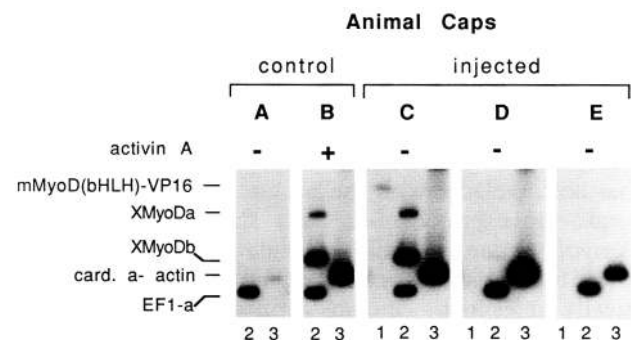 Animal Caps
control injected
A B C D E
activin A - + - - -
mMyoD(bHLH)-VP16
XMyoDa
XMyoDb
card. a- actin
EF1-a
2 3 2 3 1 2 3 1 2 3 1 2 3